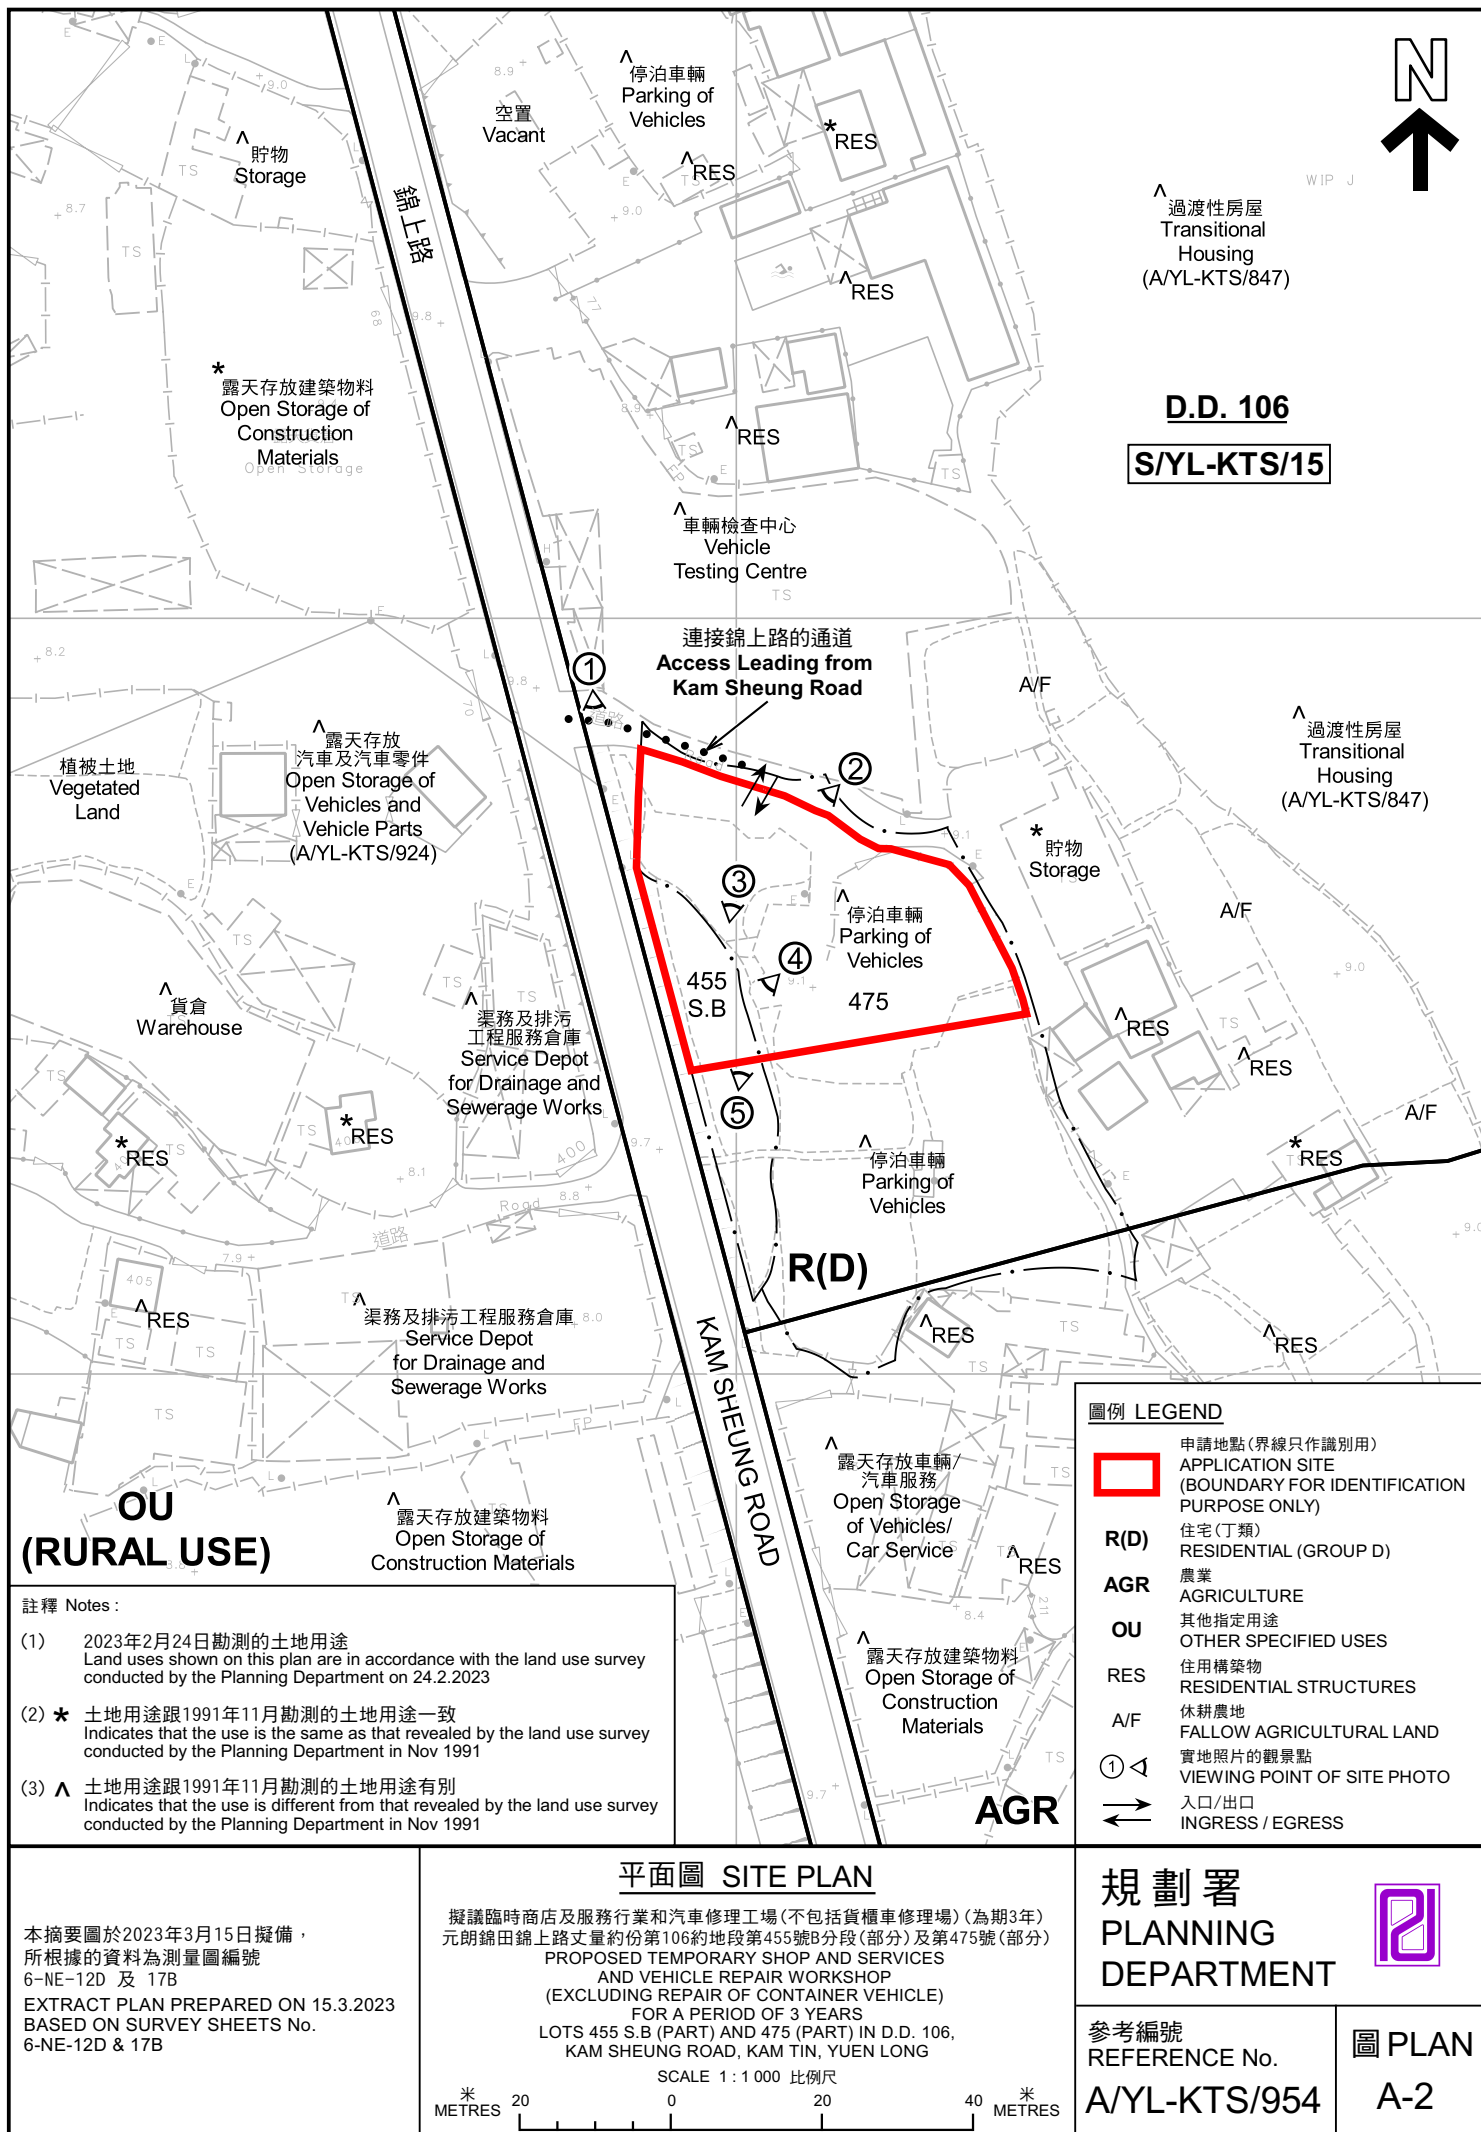 N
停泊車輛
Parking of
Vehicles
空置
Vacant
RES
RES
貯物
Storage
錦上路
過渡性房屋
Transitional
Housing
(A/YL-KTS/847)
WIP J
RES
露天存放建築物料
Open Storage of
Construction
Materials
Open Storage
RES
D.D. 106
S/YL-KTS/15
車輛檢查中心
Vehicle
Testing Centre
連接錦上路的通道
Access Leading from
Kam Sheung Road
A/F
過渡性房屋
Transitional
Housing
(A/YL-KTS/847)
植被土地
Vegetated
Land
露天存放
汽車及汽車零件
Open Storage of
Vehicles and
Vehicle Parts
(A/YL-KTS/924)
1
道路
Road
2
貯物
Storage
3
停泊車輛
Parking of
Vehicles
A/F
4
455
S.B
475
貨倉
Warehouse
渠務及排污
工程服務倉庫
Service Depot
for Drainage and
Sewerage Works
RES
RES
5
A/F
RES
RES
RES
停泊車輛
Parking of
Vehicles
Road
道路
R(D)
405
RES
渠務及排污工程服務倉庫
Service Depot
for Drainage and
Sewerage Works
KAM SHEUNG ROAD
RES
RES
OU
(RURAL USE)
露天存放建築物料
Open Storage of
Construction Materials
露天存放車輛/
汽車服務
Open Storage
of Vehicles/
Car Service
RES
露天存放建築物料
Open Storage of
Construction
Materials
AGR
圖例 LEGEND
申請地點(界線只作識別用)
APPLICATION SITE
(BOUNDARY FOR IDENTIFICATION
PURPOSE ONLY)
R(D) 住宅(丁類)
RESIDENTIAL (GROUP D)
AGR 農業
AGRICULTURE
OU 其他指定用途
OTHER SPECIFIED USES
RES 住用構築物
RESIDENTIAL STRUCTURES
A/F 休耕農地
FALLOW AGRICULTURAL LAND
1 實地照片的觀景點
VIEWING POINT OF SITE PHOTO
入口/出口
INGRESS / EGRESS
註釋 Notes :
(1) 2023年2月24日勘測的土地用途
Land uses shown on this plan are in accordance with the land use survey
conducted by the Planning Department on 24.2.2023
(2) * 土地用途跟1991年11月勘測的土地用途一致
Indicates that the use is the same as that revealed by the land use survey
conducted by the Planning Department in Nov 1991
(3) ^ 土地用途跟1991年11月勘測的土地用途有別
Indicates that the use is different from that revealed by the land use survey
conducted by the Planning Department in Nov 1991
本摘要圖於2023年3月15日擬備，
所根據的資料為測量圖編號
6-NE-12D 及 17B
EXTRACT PLAN PREPARED ON 15.3.2023
BASED ON SURVEY SHEETS No.
6-NE-12D & 17B
平面圖 SITE PLAN
擬議臨時商店及服務行業和汽車修理工場(不包括貨櫃車修理場)(為期3年)
元朗錦田錦上路丈量約份第106約地段第455號B分段(部分)及第475號(部分)
PROPOSED TEMPORARY SHOP AND SERVICES
AND VEHICLE REPAIR WORKSHOP
(EXCLUDING REPAIR OF CONTAINER VEHICLE)
FOR A PERIOD OF 3 YEARS
LOTS 455 S.B (PART) AND 475 (PART) IN D.D. 106,
KAM SHEUNG ROAD, KAM TIN, YUEN LONG
SCALE 1 : 1 000 比例尺
米 METRES 20 0 20 40 米 METRES
規劃署
PLANNING
DEPARTMENT
參考編號
REFERENCE No.
A/YL-KTS/954
圖 PLAN
A-2